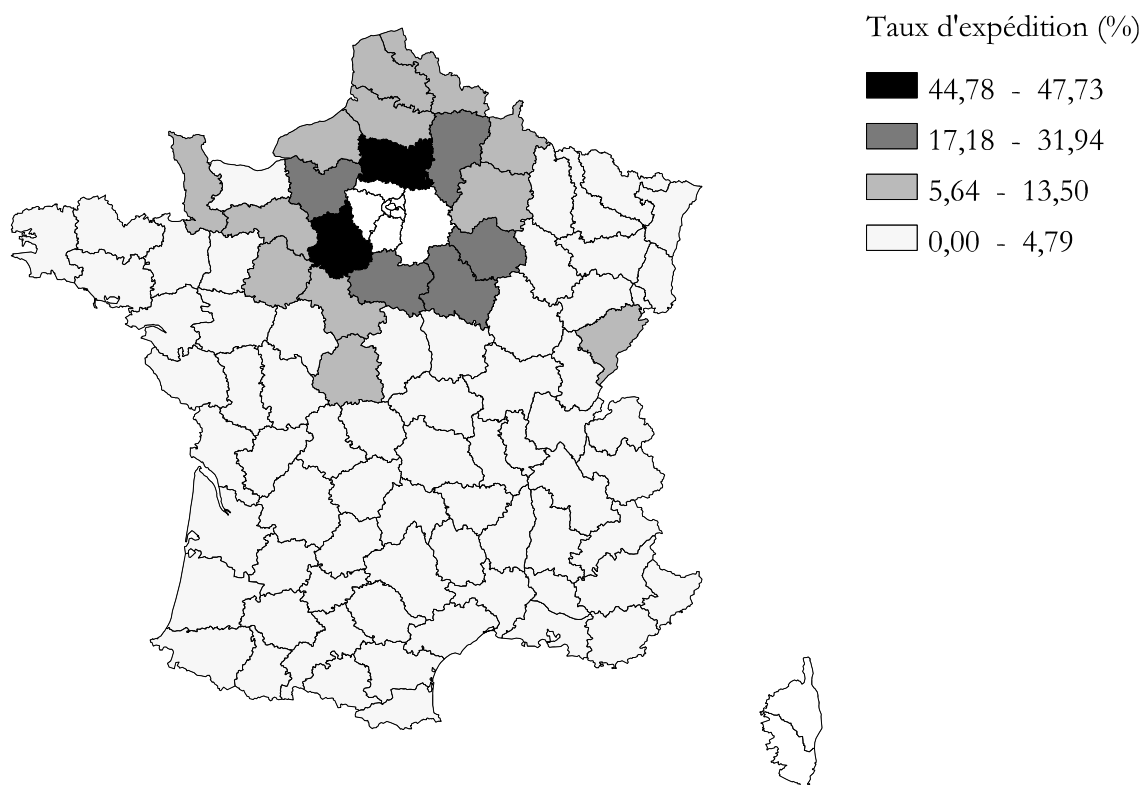 Taux d'expédition (%)
44,78 - 47,73
17,18 - 31,94
5,64 - 13,50
0,00 - 4,79